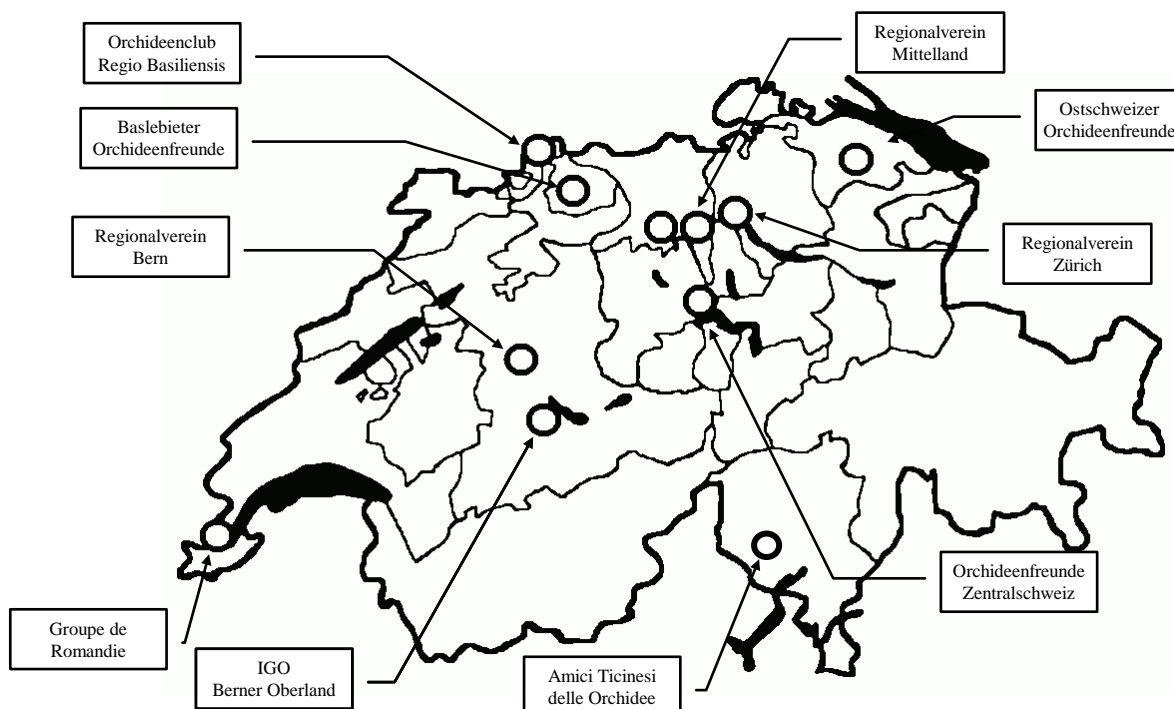 Orchideenclub
Regio Basiliensis
Regionalverein
Mittelland
Baslebieter
Orchideenfreunde
Ostschweizer
Orchideenfreunde
Regionalverein
Bern
Regionalverein
Zürich
Orchideenfreunde
Zentralschweiz
Groupe de
Romandie
IGO
Berner Oberland
Amici Ticinesi
delle Orchidee